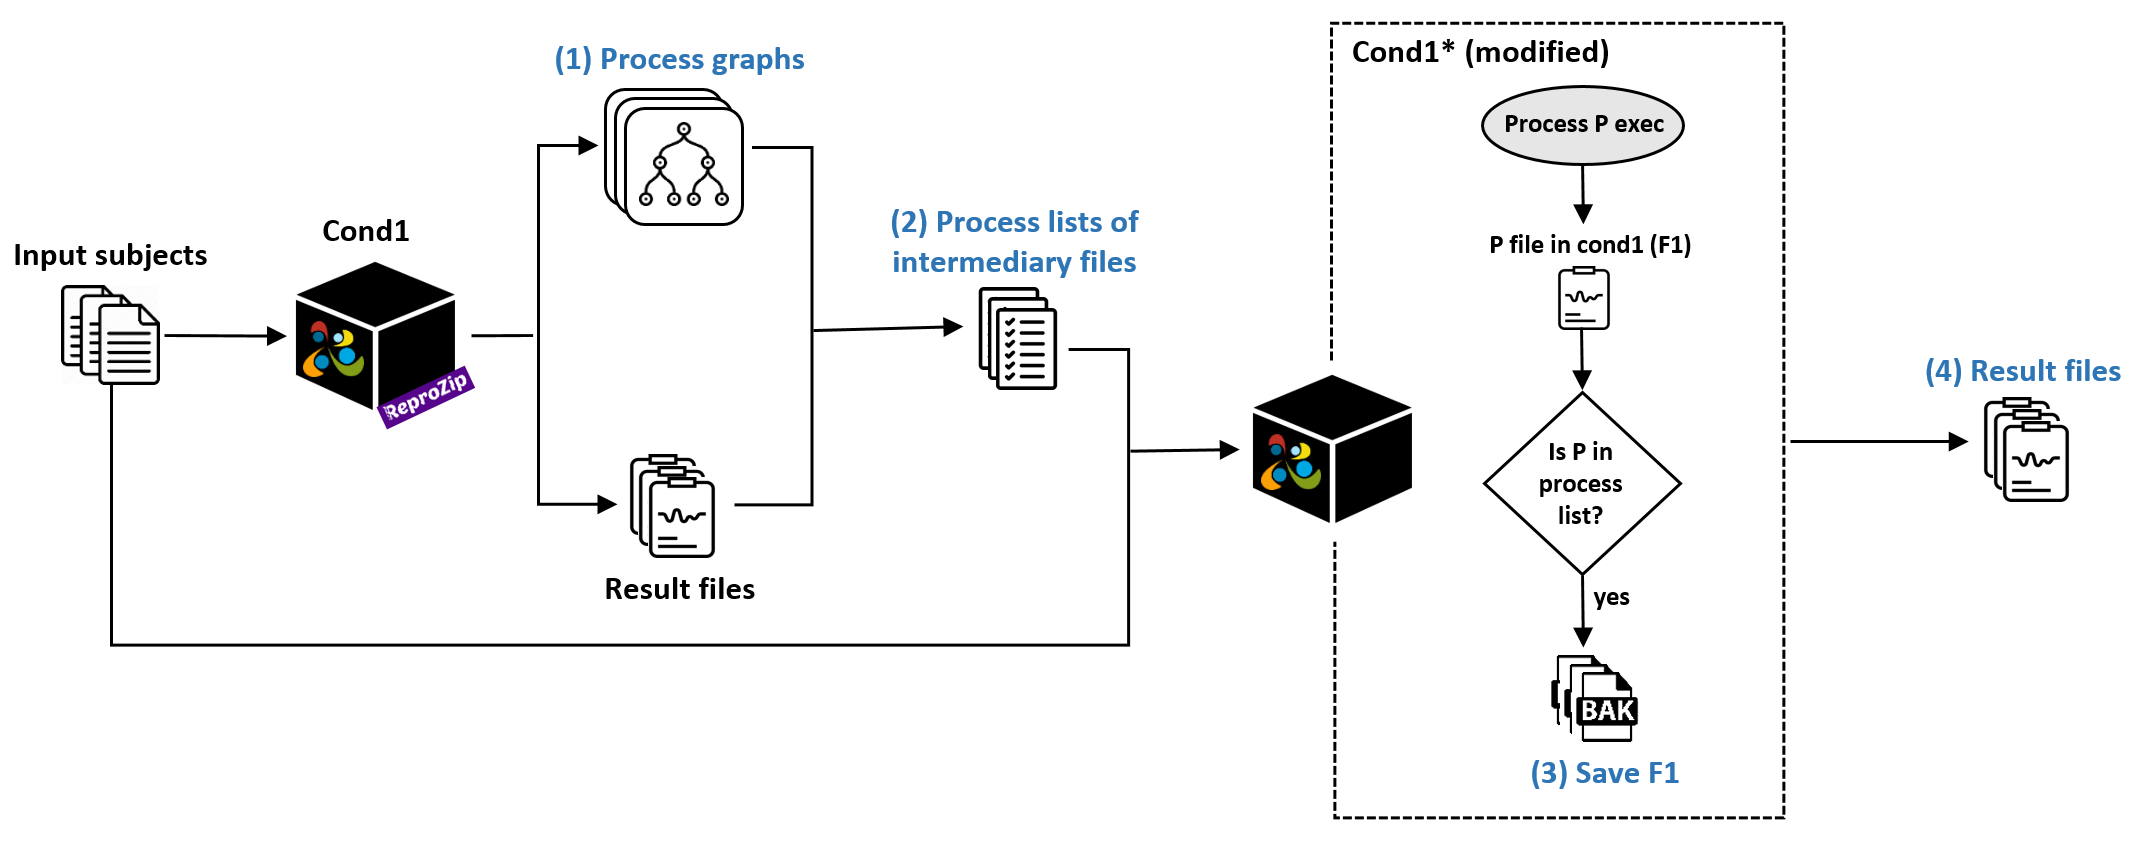 (1) Process graphs
Cond1* (modified)
Process P exec
Input subjects
Cond1
ReproZip
(2) Process lists of
intermediary files
P file in cond1 (F1)
Is P in
process
list?
yes
BAK
(3) Save F1
(4) Result files
Result files